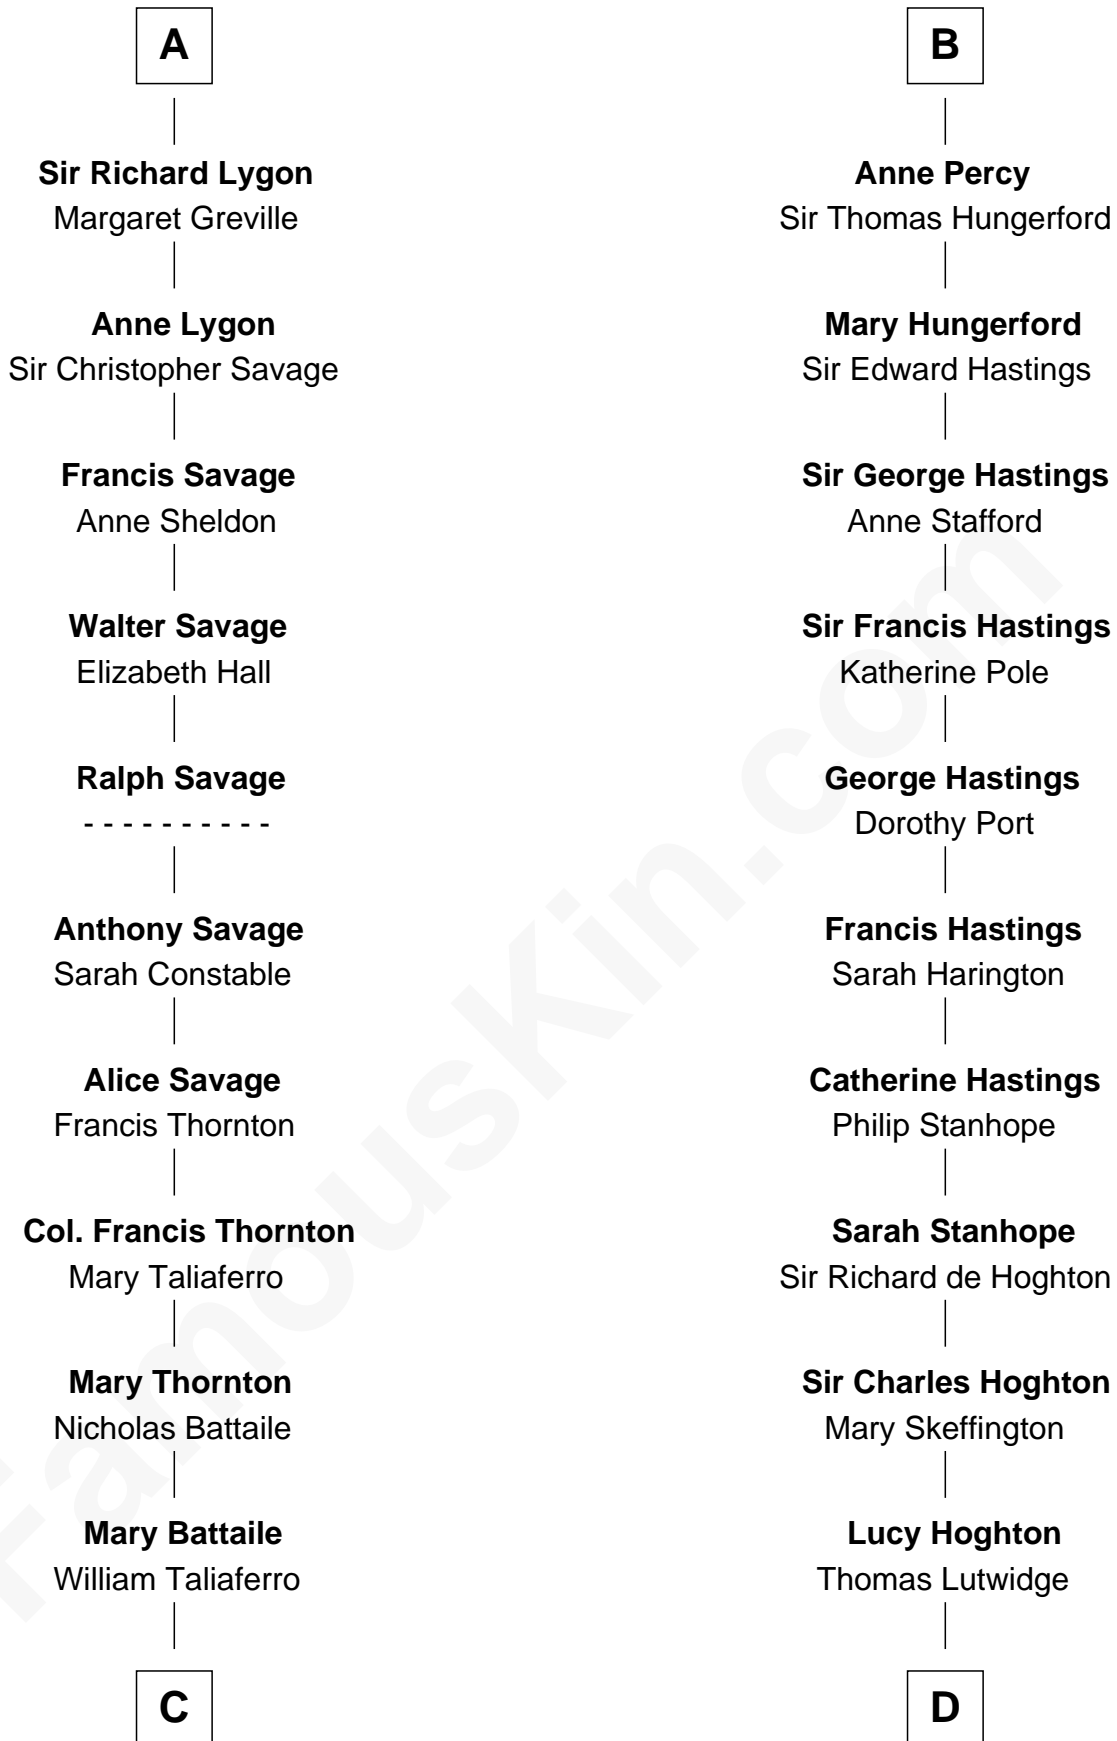 A
Sir Richard Lygon
Margaret Greville
Anne Lygon
Sir Christopher Savage
Francis Savage
Anne Sheldon
Walter Savage
Elizabeth Hall
Ralph Savage
- - - - - - - - - -
Anthony Savage
Sarah Constable
Alice Savage
Francis Thornton
Col. Francis Thornton
Mary Taliaferro
Mary Thornton
Nicholas Battaile
Mary Battaile
William Taliaferro
C
B
Anne Percy
Sir Thomas Hungerford
Mary Hungerford
Sir Edward Hastings
Sir George Hastings
Anne Stafford
Sir Francis Hastings
Katherine Pole
George Hastings
Dorothy Port
Francis Hastings
Sarah Harington
Catherine Hastings
Philip Stanhope
Sarah Stanhope
Sir Richard de Hoghton
Sir Charles Hoghton
Mary Skeffington
Lucy Hoghton
Thomas Lutwidge
D
FamousKin.com